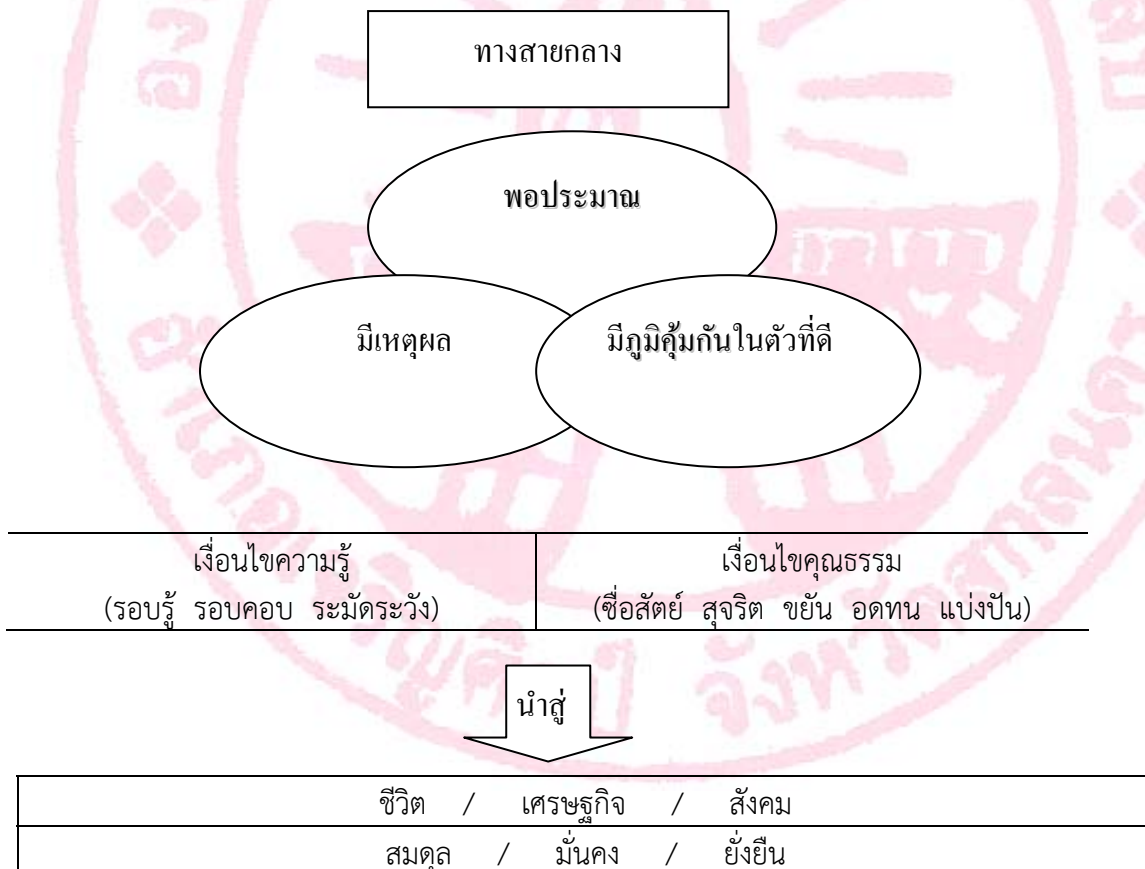 ทางสายกลาง
พอประมาณ
มีเหตุผล
มีภูมิคุ้มกันในตัวที่ดี
เงื่อนไขความรู้
(รอบรู้ รอบคอบ ระมัดระวัง)
เงื่อนไขคุณธรรม
(ซื่อสัตย์ สุจริต ขยัน อดทน แบ่งปัน)
นำสู่
ชีวิต / เศรษฐกิจ / สังคม
สมดุล / มั่นคง / ยั่งยืน